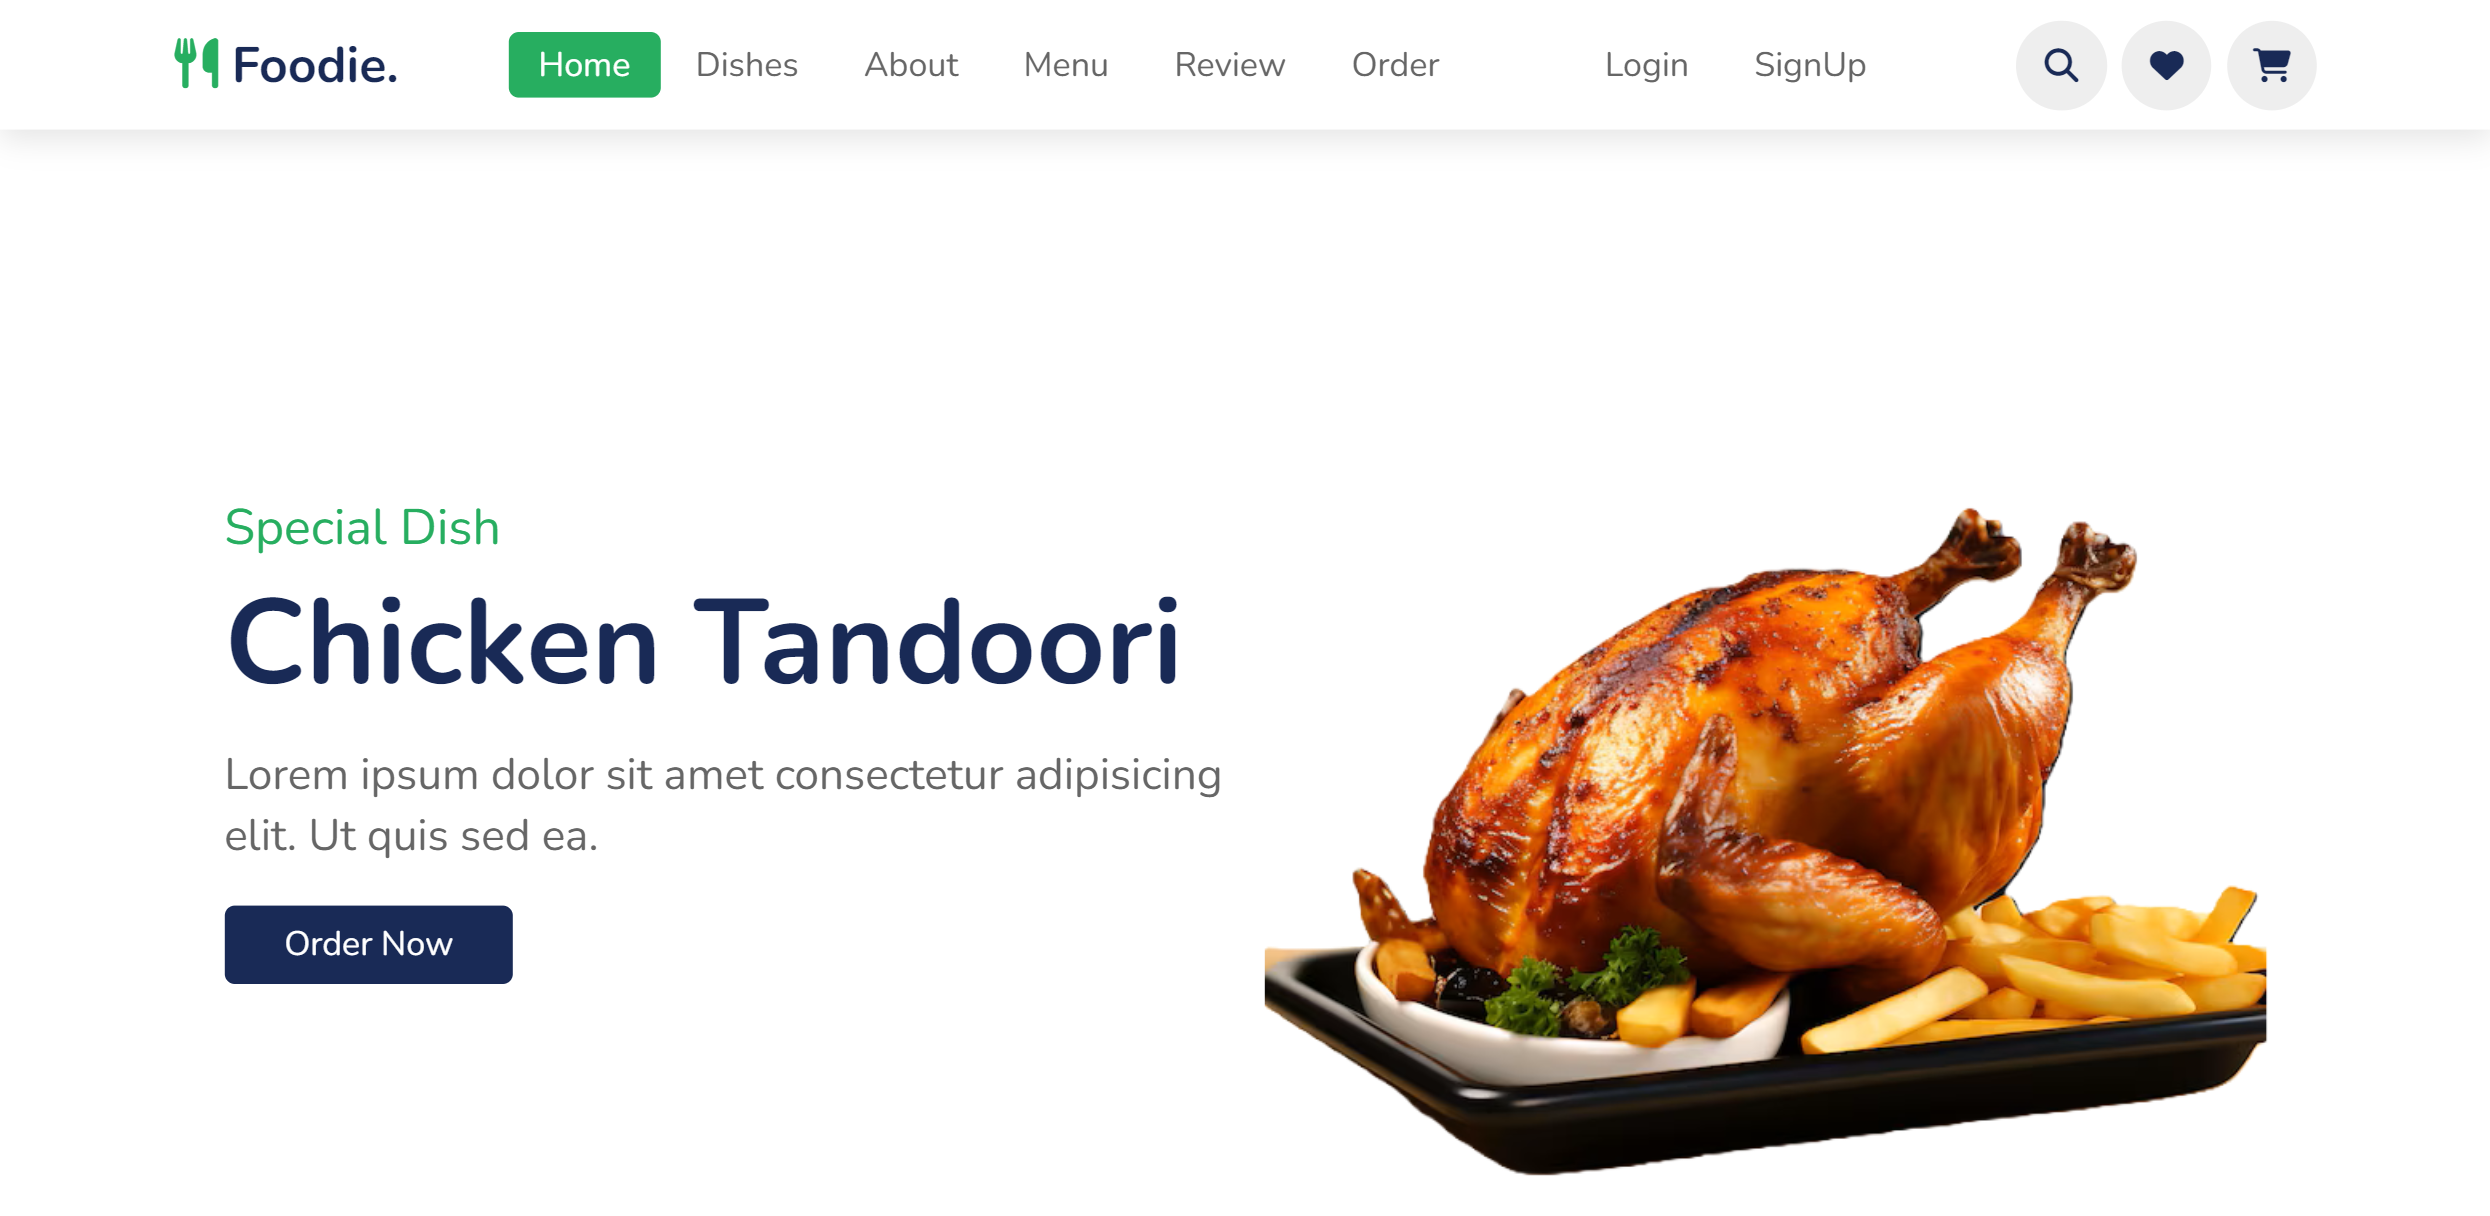 Foodie.
Home Dishes About Menu Review Order Login SignUp
Special Dish
Chicken Tandoori
Lorem ipsum dolor sit amet consectetur adipisicing
elit. Ut quis sed ea.
Order Now